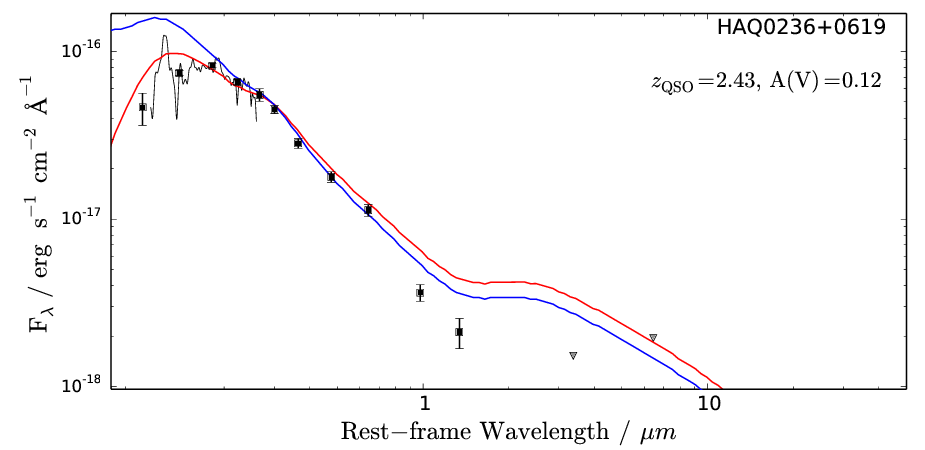 HAQ0236+0619
z_QSO=2.43, A(V)=0.12
10^-16
10^-17
10^-18
F_λ / erg s^-1 cm^-2 Å^-1
1
10
Rest−frame Wavelength / μm